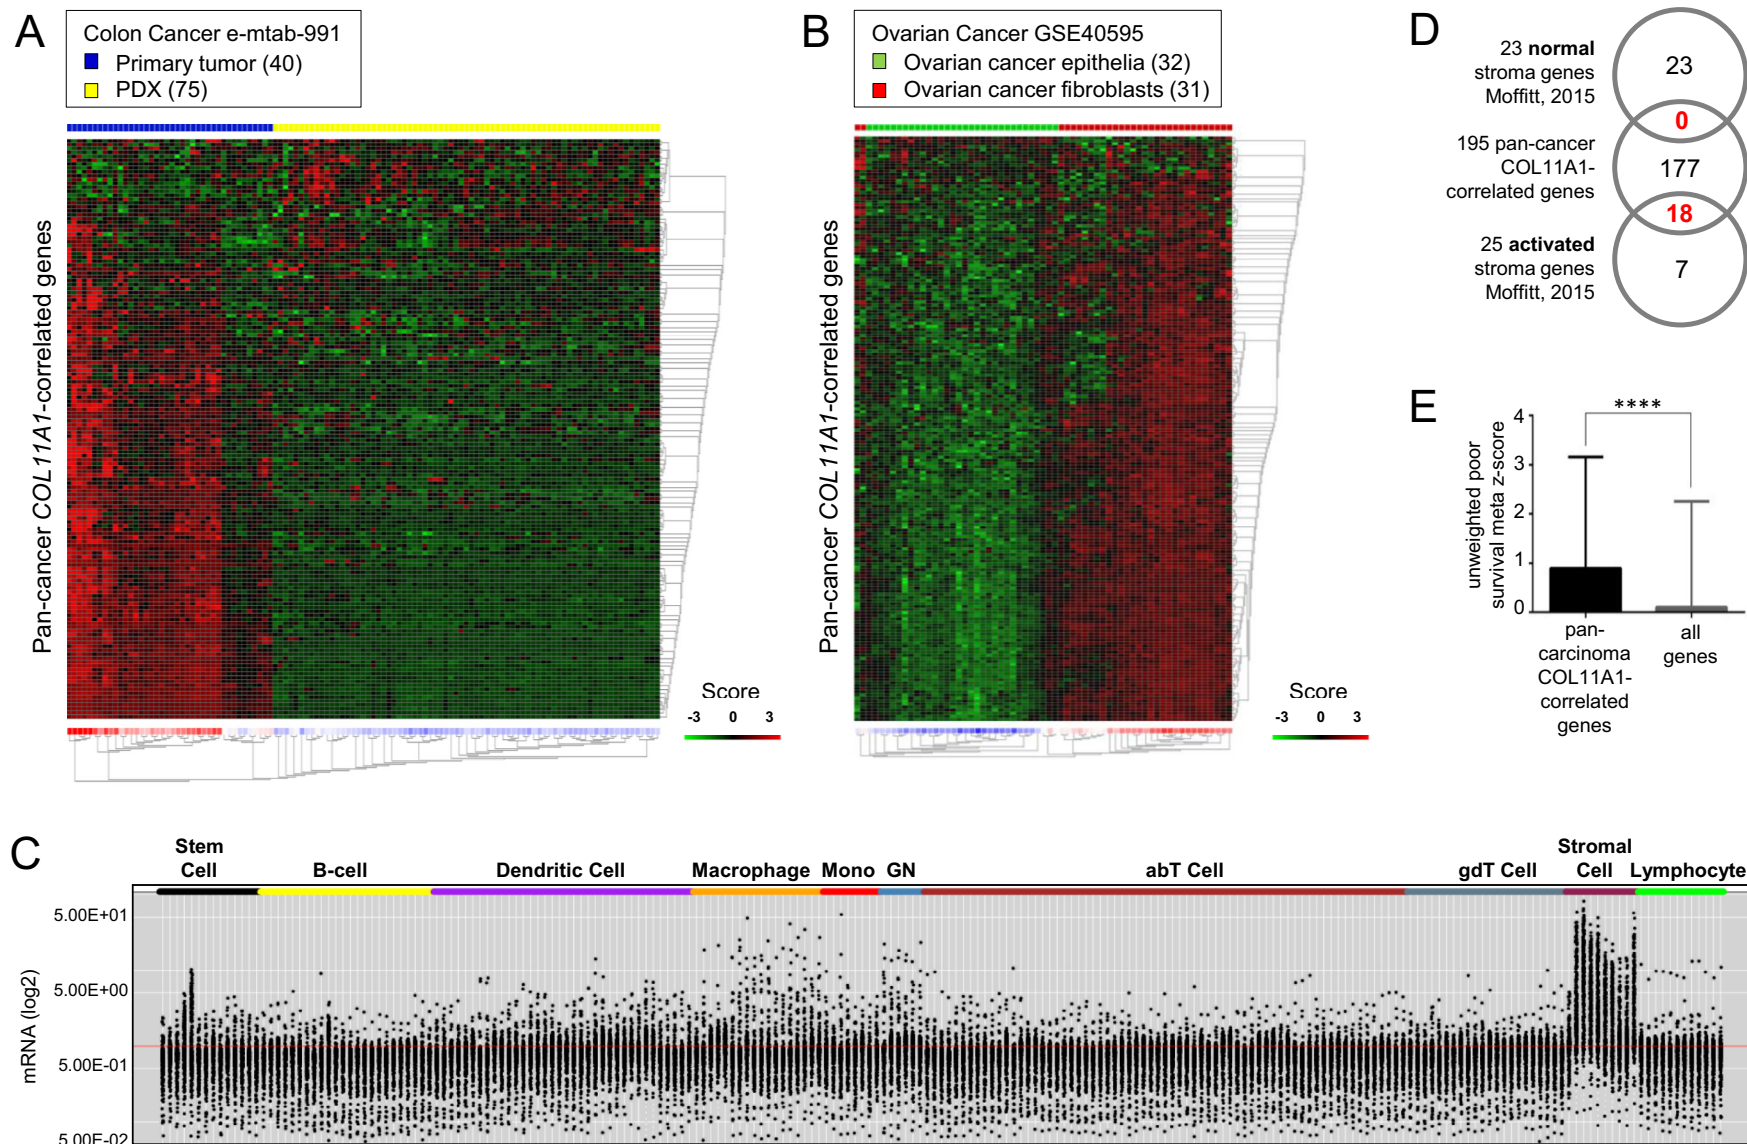 A
Colon Cancer e-mtab-991
Primary tumor (40)
PDX (75)
Pan-cancer COL11A1-correlated genes
Score
-3 0 3
B
Ovarian Cancer GSE40595
Ovarian cancer epithelia (32)
Ovarian cancer fibroblasts (31)
Pan-cancer COL11A1-correlated genes
Score
-3 0 3
D
23 normal
stroma genes
Moffitt, 2015
23
0
195 pan-cancer
COL11A1-
correlated genes
177
18
25 activated
stroma genes
Moffitt, 2015
7
E
unweighted poor
survival meta z-score
4
3
2
1
0
****
pan-
carcinoma
COL11A1-
correlated
genes
all
genes
C
Stem
Cell
B-cell
Dendritic Cell
Macrophage
Mono
GN
abT Cell
gdT Cell
Stromal
Cell
Lymphocyte
mRNA (log2)
5.00E+01
5.00E+00
5.00E-01
5.00E-02